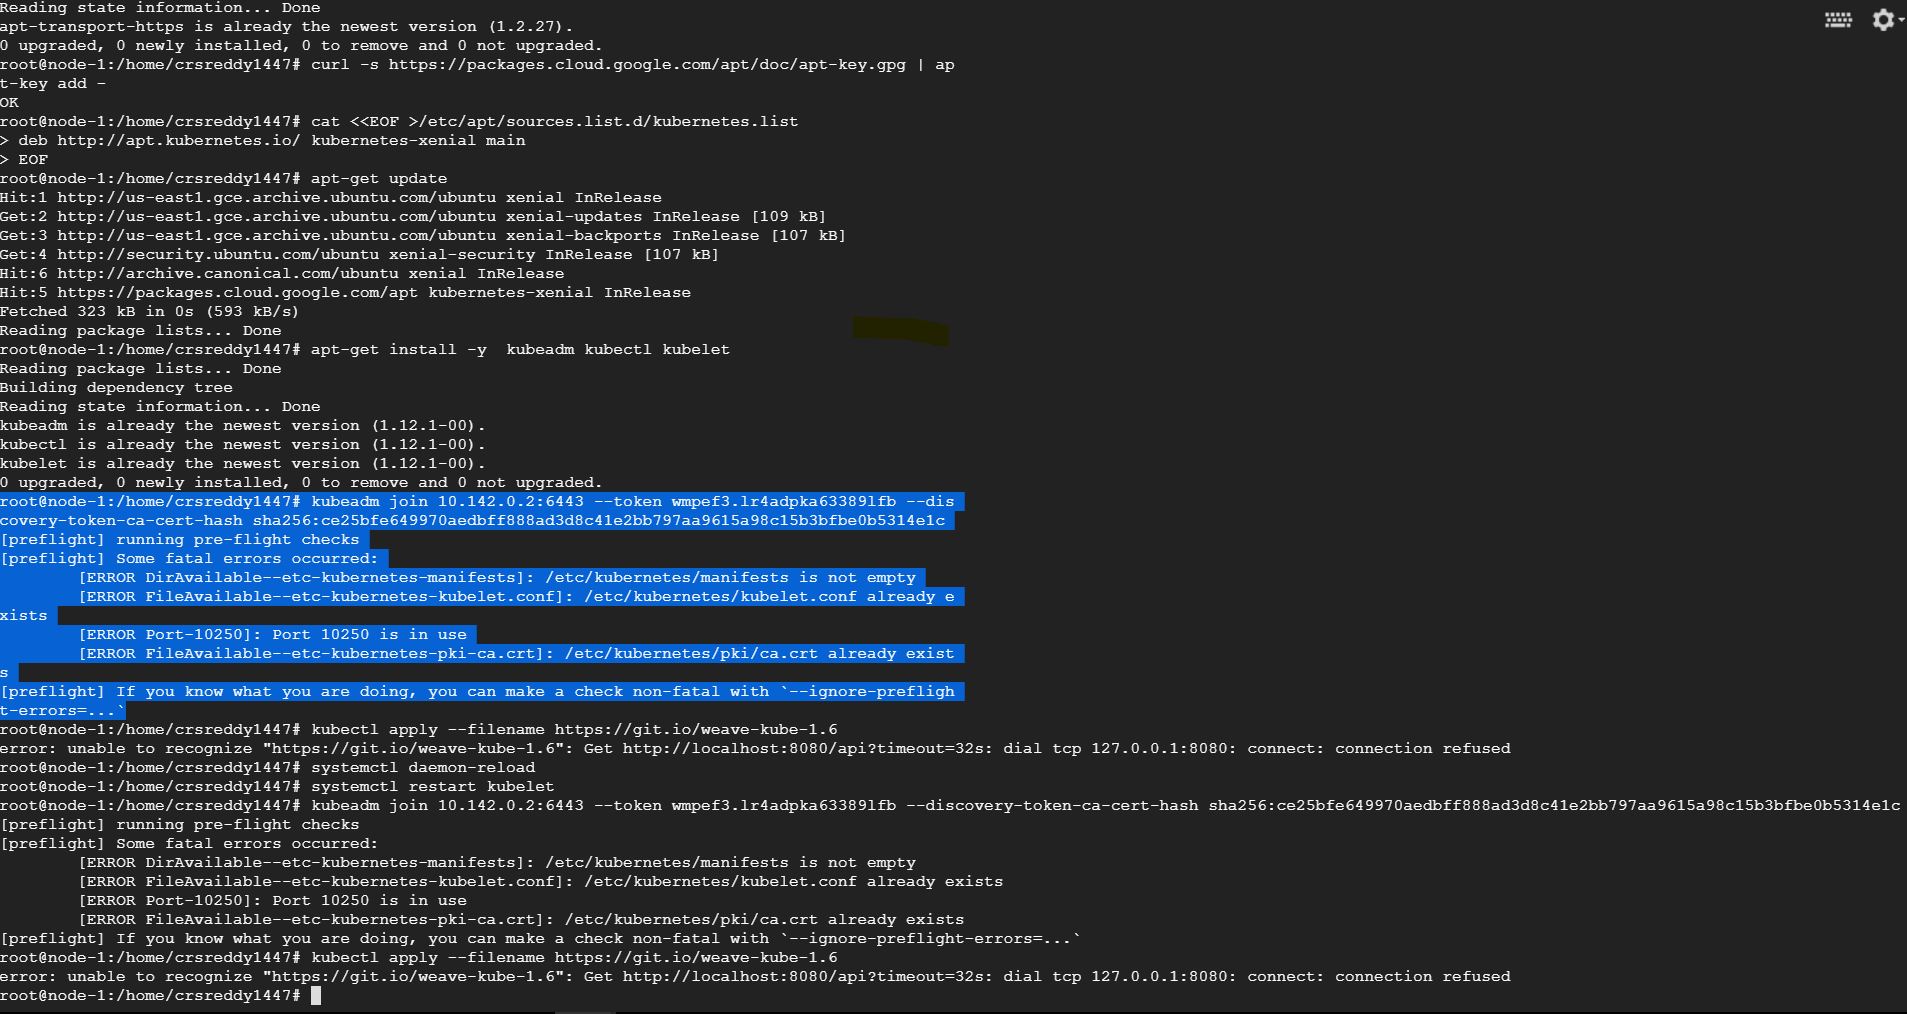 Reading state information... Done
apt-transport-https is already the newest version (1.2.27).
0 upgraded, 0 newly installed, 0 to remove and 0 not upgraded.
root@node-1:/home/crsreddy1447# curl -s https://packages.cloud.google.com/apt/doc/apt-key.gpg | ap
t-key add -
OK
root@node-1:/home/crsreddy1447# cat <<EOF >/etc/apt/sources.list.d/kubernetes.list
> deb http://apt.kubernetes.io/ kubernetes-xenial main
> EOF
root@node-1:/home/crsreddy1447# apt-get update
Hit:1 http://us-east1.gce.archive.ubuntu.com/ubuntu xenial InRelease
Get:2 http://us-east1.gce.archive.ubuntu.com/ubuntu xenial-updates InRelease [109 kB]
Get:3 http://us-east1.gce.archive.ubuntu.com/ubuntu xenial-backports InRelease [107 kB]
Get:4 http://security.ubuntu.com/ubuntu xenial-security InRelease [107 kB]
Hit:6 http://archive.canonical.com/ubuntu xenial InRelease
Hit:5 https://packages.cloud.google.com/apt kubernetes-xenial InRelease
Fetched 323 kB in 0s (593 kB/s)
Reading package lists... Done
root@node-1:/home/crsreddy1447# apt-get install -y  kubeadm kubectl kubelet
Reading package lists... Done
Building dependency tree
Reading state information... Done
kubeadm is already the newest version (1.12.1-00).
kubectl is already the newest version (1.12.1-00).
kubelet is already the newest version (1.12.1-00).
0 upgraded, 0 newly installed, 0 to remove and 0 not upgraded.
root@node-1:/home/crsreddy1447# kubeadm join 10.142.0.2:6443 --token wmpef3.lr4adpka63389lfb --dis
covery-token-ca-cert-hash sha256:ce25bfe649970aedbff888ad3d8c41e2bb797aa9615a98c15b3bfbe0b5314e1c
[preflight] running pre-flight checks
[preflight] Some fatal errors occurred:
        [ERROR DirAvailable--etc-kubernetes-manifests]: /etc/kubernetes/manifests is not empty
        [ERROR FileAvailable--etc-kubernetes-kubelet.conf]: /etc/kubernetes/kubelet.conf already e
xists
        [ERROR Port-10250]: Port 10250 is in use
        [ERROR FileAvailable--etc-kubernetes-pki-ca.crt]: /etc/kubernetes/pki/ca.crt already exist
s
[preflight] If you know what you are doing, you can make a check non-fatal with `--ignore-prefligh
t-errors=...`
root@node-1:/home/crsreddy1447# kubectl apply --filename https://git.io/weave-kube-1.6
error: unable to recognize "https://git.io/weave-kube-1.6": Get http://localhost:8080/api?timeout=32s: dial tcp 127.0.0.1:8080: connect: connection refused
root@node-1:/home/crsreddy1447# systemctl daemon-reload
root@node-1:/home/crsreddy1447# systemctl restart kubelet
root@node-1:/home/crsreddy1447# kubeadm join 10.142.0.2:6443 --token wmpef3.lr4adpka63389lfb --discovery-token-ca-cert-hash sha256:ce25bfe649970aedbff888ad3d8c41e2bb797aa9615a98c15b3bfbe0b5314e1c
[preflight] running pre-flight checks
[preflight] Some fatal errors occurred:
        [ERROR DirAvailable--etc-kubernetes-manifests]: /etc/kubernetes/manifests is not empty
        [ERROR FileAvailable--etc-kubernetes-kubelet.conf]: /etc/kubernetes/kubelet.conf already exists
        [ERROR Port-10250]: Port 10250 is in use
        [ERROR FileAvailable--etc-kubernetes-pki-ca.crt]: /etc/kubernetes/pki/ca.crt already exists
[preflight] If you know what you are doing, you can make a check non-fatal with `--ignore-preflight-errors=...`
root@node-1:/home/crsreddy1447# kubectl apply --filename https://git.io/weave-kube-1.6
error: unable to recognize "https://git.io/weave-kube-1.6": Get http://localhost:8080/api?timeout=32s: dial tcp 127.0.0.1:8080: connect: connection refused
root@node-1:/home/crsreddy1447#